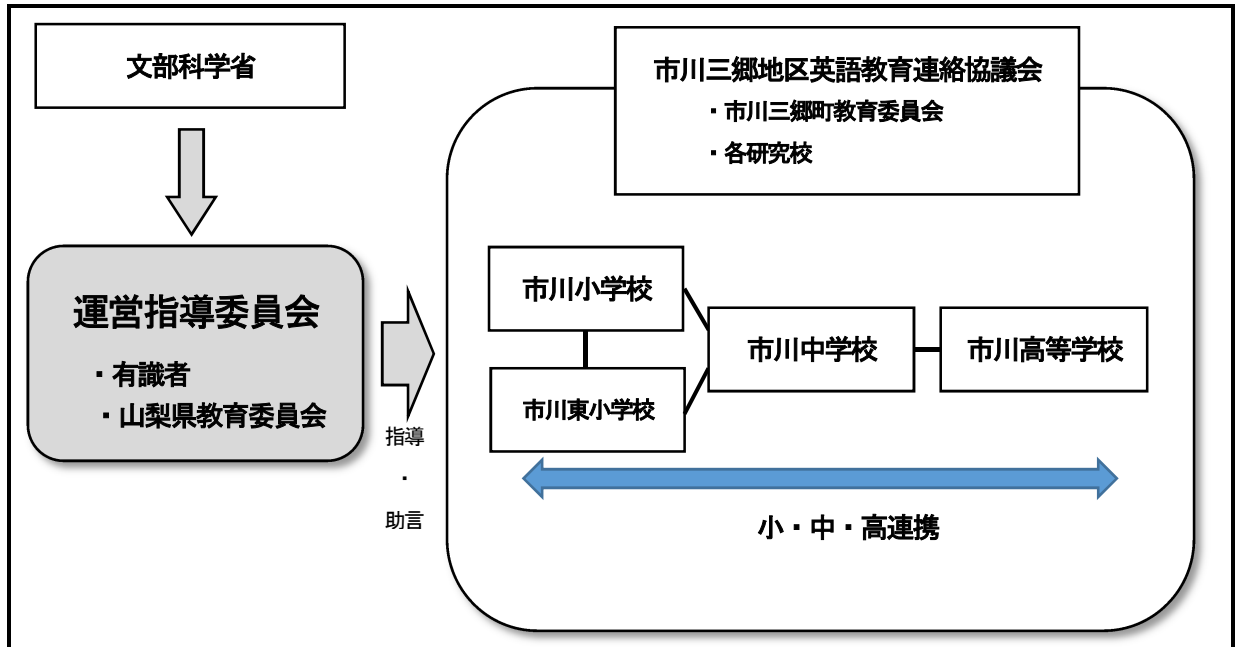 文部科学省
市川三郷地区英語教育連絡協議会
・市川三郷町教育委員会
・各研究校
運営指導委員会
・有識者
・山梨県教育委員会
指導
・
助言
市川小学校
市川東小学校
市川中学校
市川高等学校
小・中・高連携